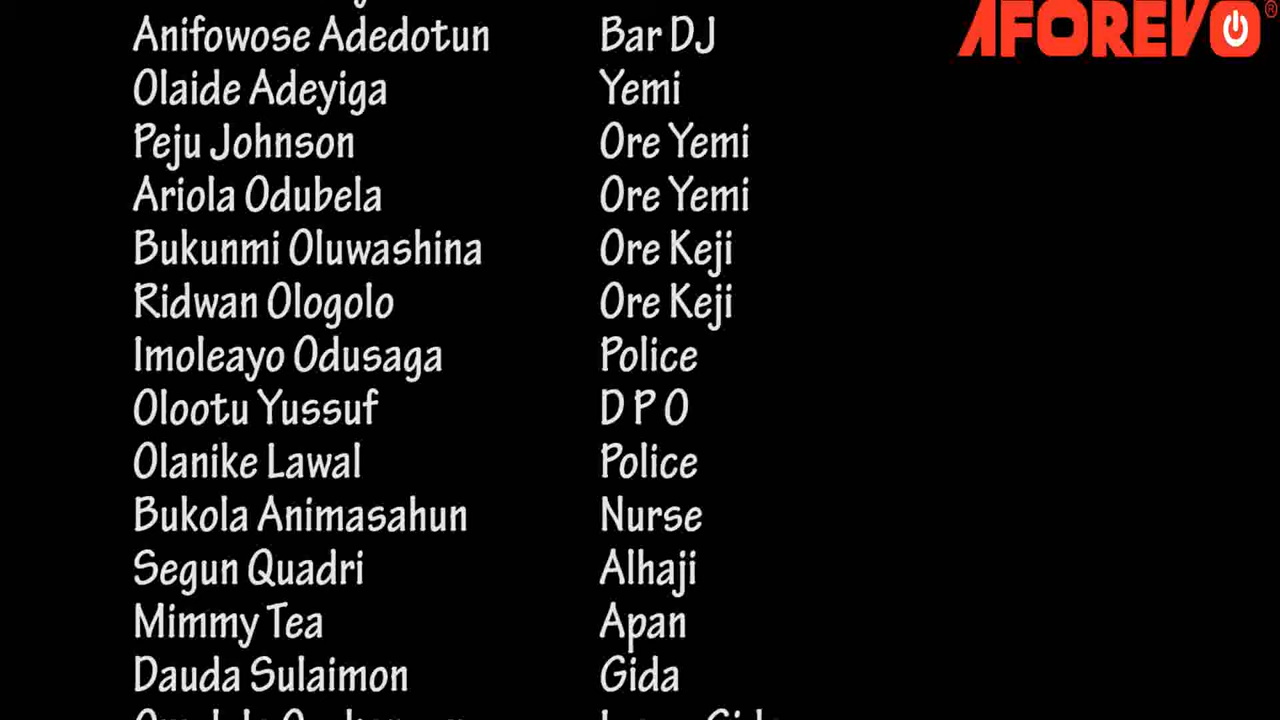 AFOREVO®
Anifowose Adedotun Bar DJ
Olaide Adeyiga Yemi
Peju Johnson Ore Yemi
Ariola Odubela Ore Yemi
Bukunmi Oluwashina Ore Keji
Ridwan Ologolo Ore Keji
Imoleayo Odusaga Police
Olootu Yussuf D P O
Olanike Lawal Police
Bukola Animasahun Nurse
Segun Quadri Alhaji
Mimmy Tea Apan
Dauda Sulaimon Gida